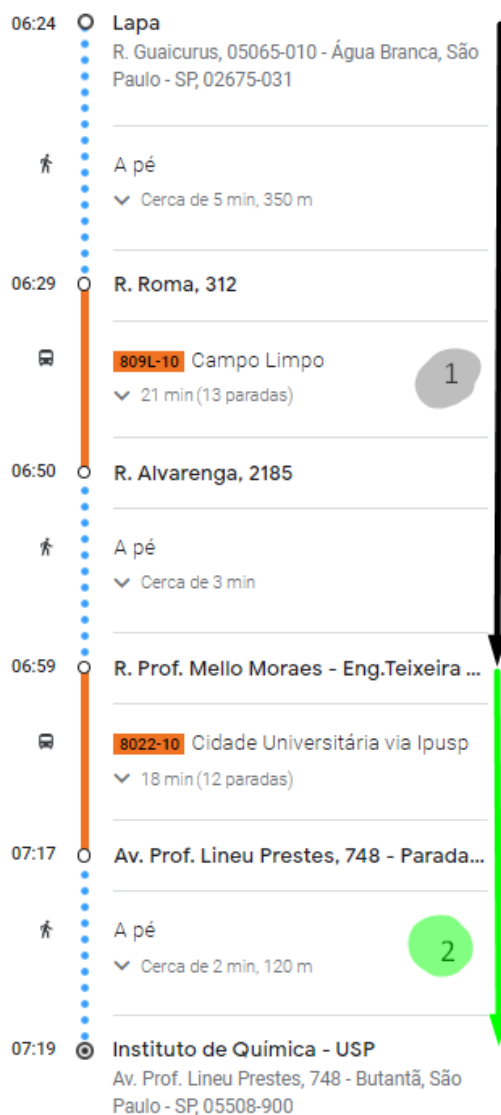 06:24 Lapa
R. Guaicurus, 05065-010 - Água Branca, São
Paulo - SP, 02675-031
A pé
Cerca de 5 min, 350 m
06:29 R. Roma, 312
809L-10 Campo Limpo
1
21 min (13 paradas)
06:50 R. Alvarenga, 2185
A pé
Cerca de 3 min
06:59 R. Prof. Mello Moraes - Eng.Teixeira ...
8022-10 Cidade Universitária via Ipusp
18 min (12 paradas)
07:17 Av. Prof. Lineu Prestes, 748 - Parada...
A pé
2
Cerca de 2 min, 120 m
07:19 Instituto de Química - USP
Av. Prof. Lineu Prestes, 748 - Butantã, São
Paulo - SP, 05508-900